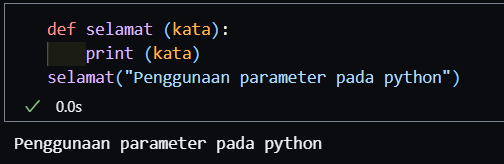 def selamat (kata):
    print (kata)
selamat("Penggunaan parameter pada python")
0.0s
Penggunaan parameter pada python